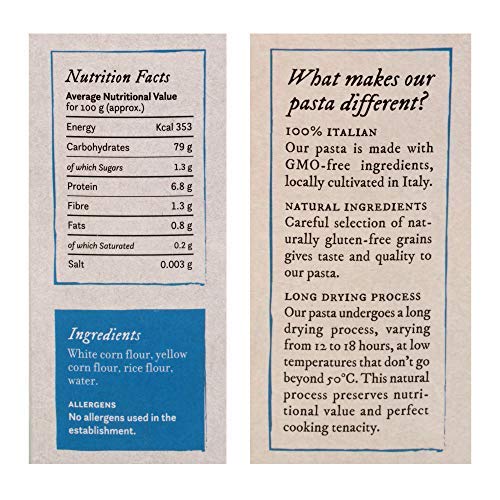 Nutrition Facts
Average Nutritional Value
for 100 g (approx.)
Energy Kcal 353
Carbohydrates 79 g
of which Sugars 1.3 g
Protein 6.8 g
Fibre 1.3 g
Fats 0.8 g
of which Saturated 0.2 g
Salt 0.003 g
Ingredients
White corn flour, yellow
corn flour, rice flour,
water.
ALLERGENS
No allergens used in the
establishment.
What makes our
pasta different?
100% ITALIAN
Our pasta is made with
GMO-free ingredients,
locally cultivated in Italy.
NATURAL INGREDIENTS
Careful selection of nat-
urally gluten-free grains
gives taste and quality to
our pasta.
LONG DRYING PROCESS
Our pasta undergoes a long
drying process, varying
from 12 to 18 hours, at low
temperatures that don't go
beyond 50°C. This natural
process preserves nutri-
tional value and perfect
cooking tenacity.